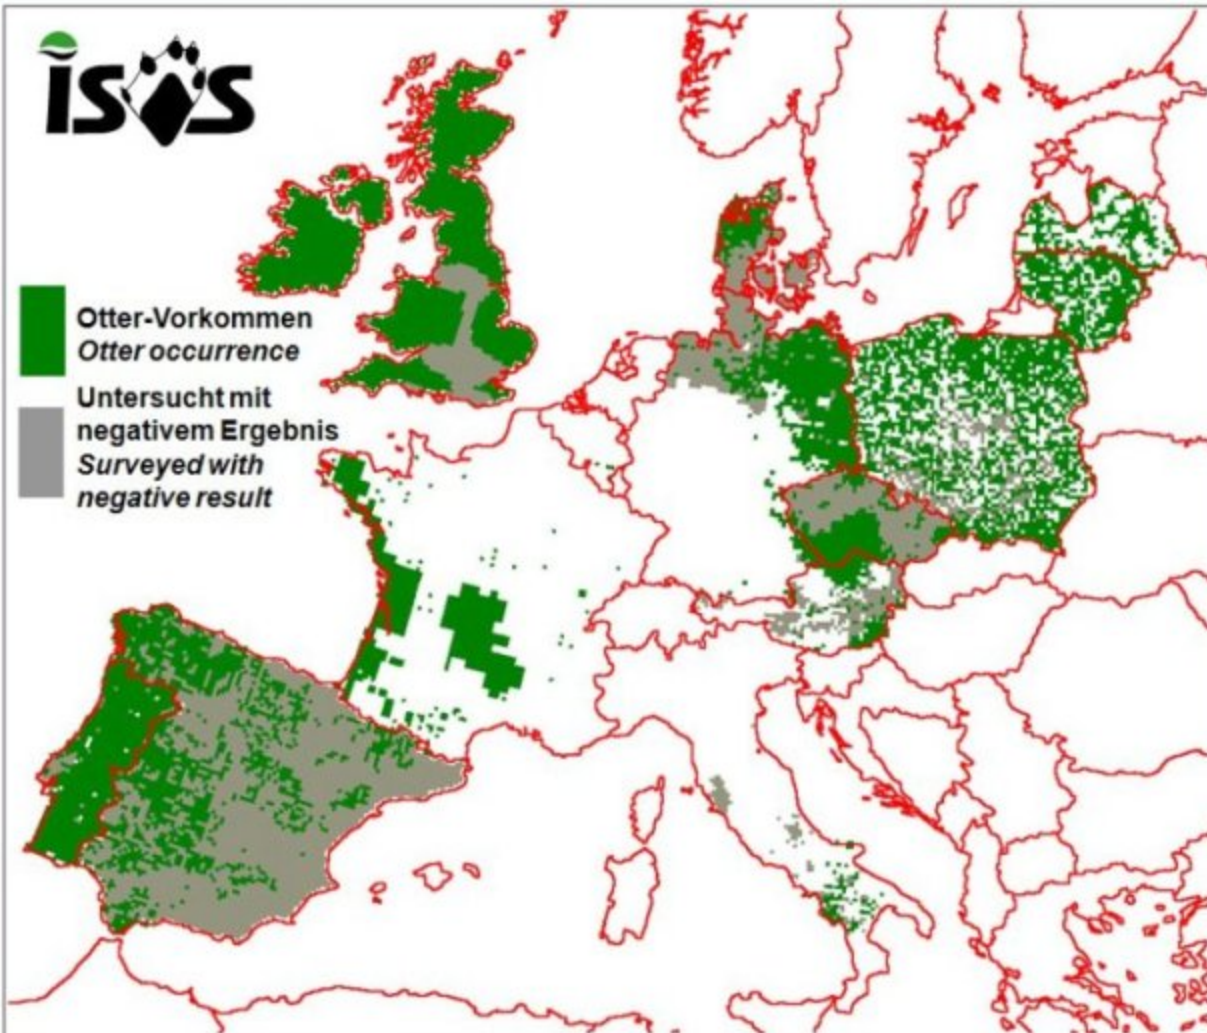 ISOS
Otter-Vorkommen
Otter occurrence
Untersucht mit
negativem Ergebnis
Surveyed with
negative result